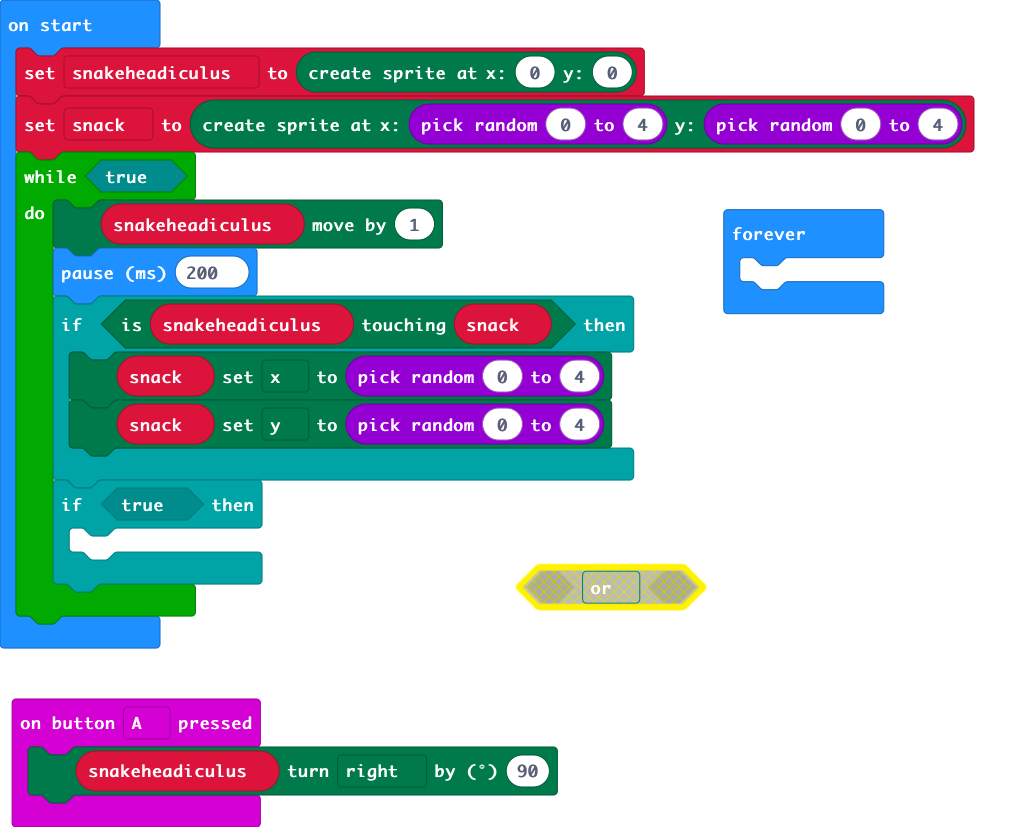 on start
set snakeheadiculus to create sprite at x: 0 y: 0
set snack to create sprite at x: pick random 0 to 4 y: pick random 0 to 4
while true
do
snakeheadiculus move by 1
forever
pause (ms) 200
if is snakeheadiculus touching snack then
snack set x to pick random 0 to 4
snack set y to pick random 0 to 4
if true then
or
on button A pressed
snakeheadiculus turn right by (°) 90